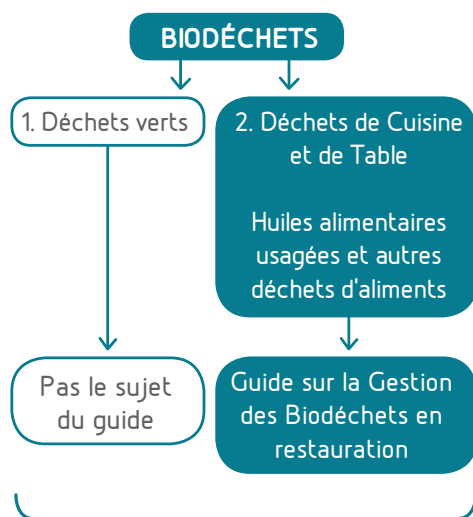 BIODÉCHETS
1. Déchets verts
2. Déchets de Cuisine
et de Table
Huiles alimentaires
usagées et autres
déchets d'aliments
Pas le sujet
du guide
Guide sur la Gestion
des Biodéchets en
restauration